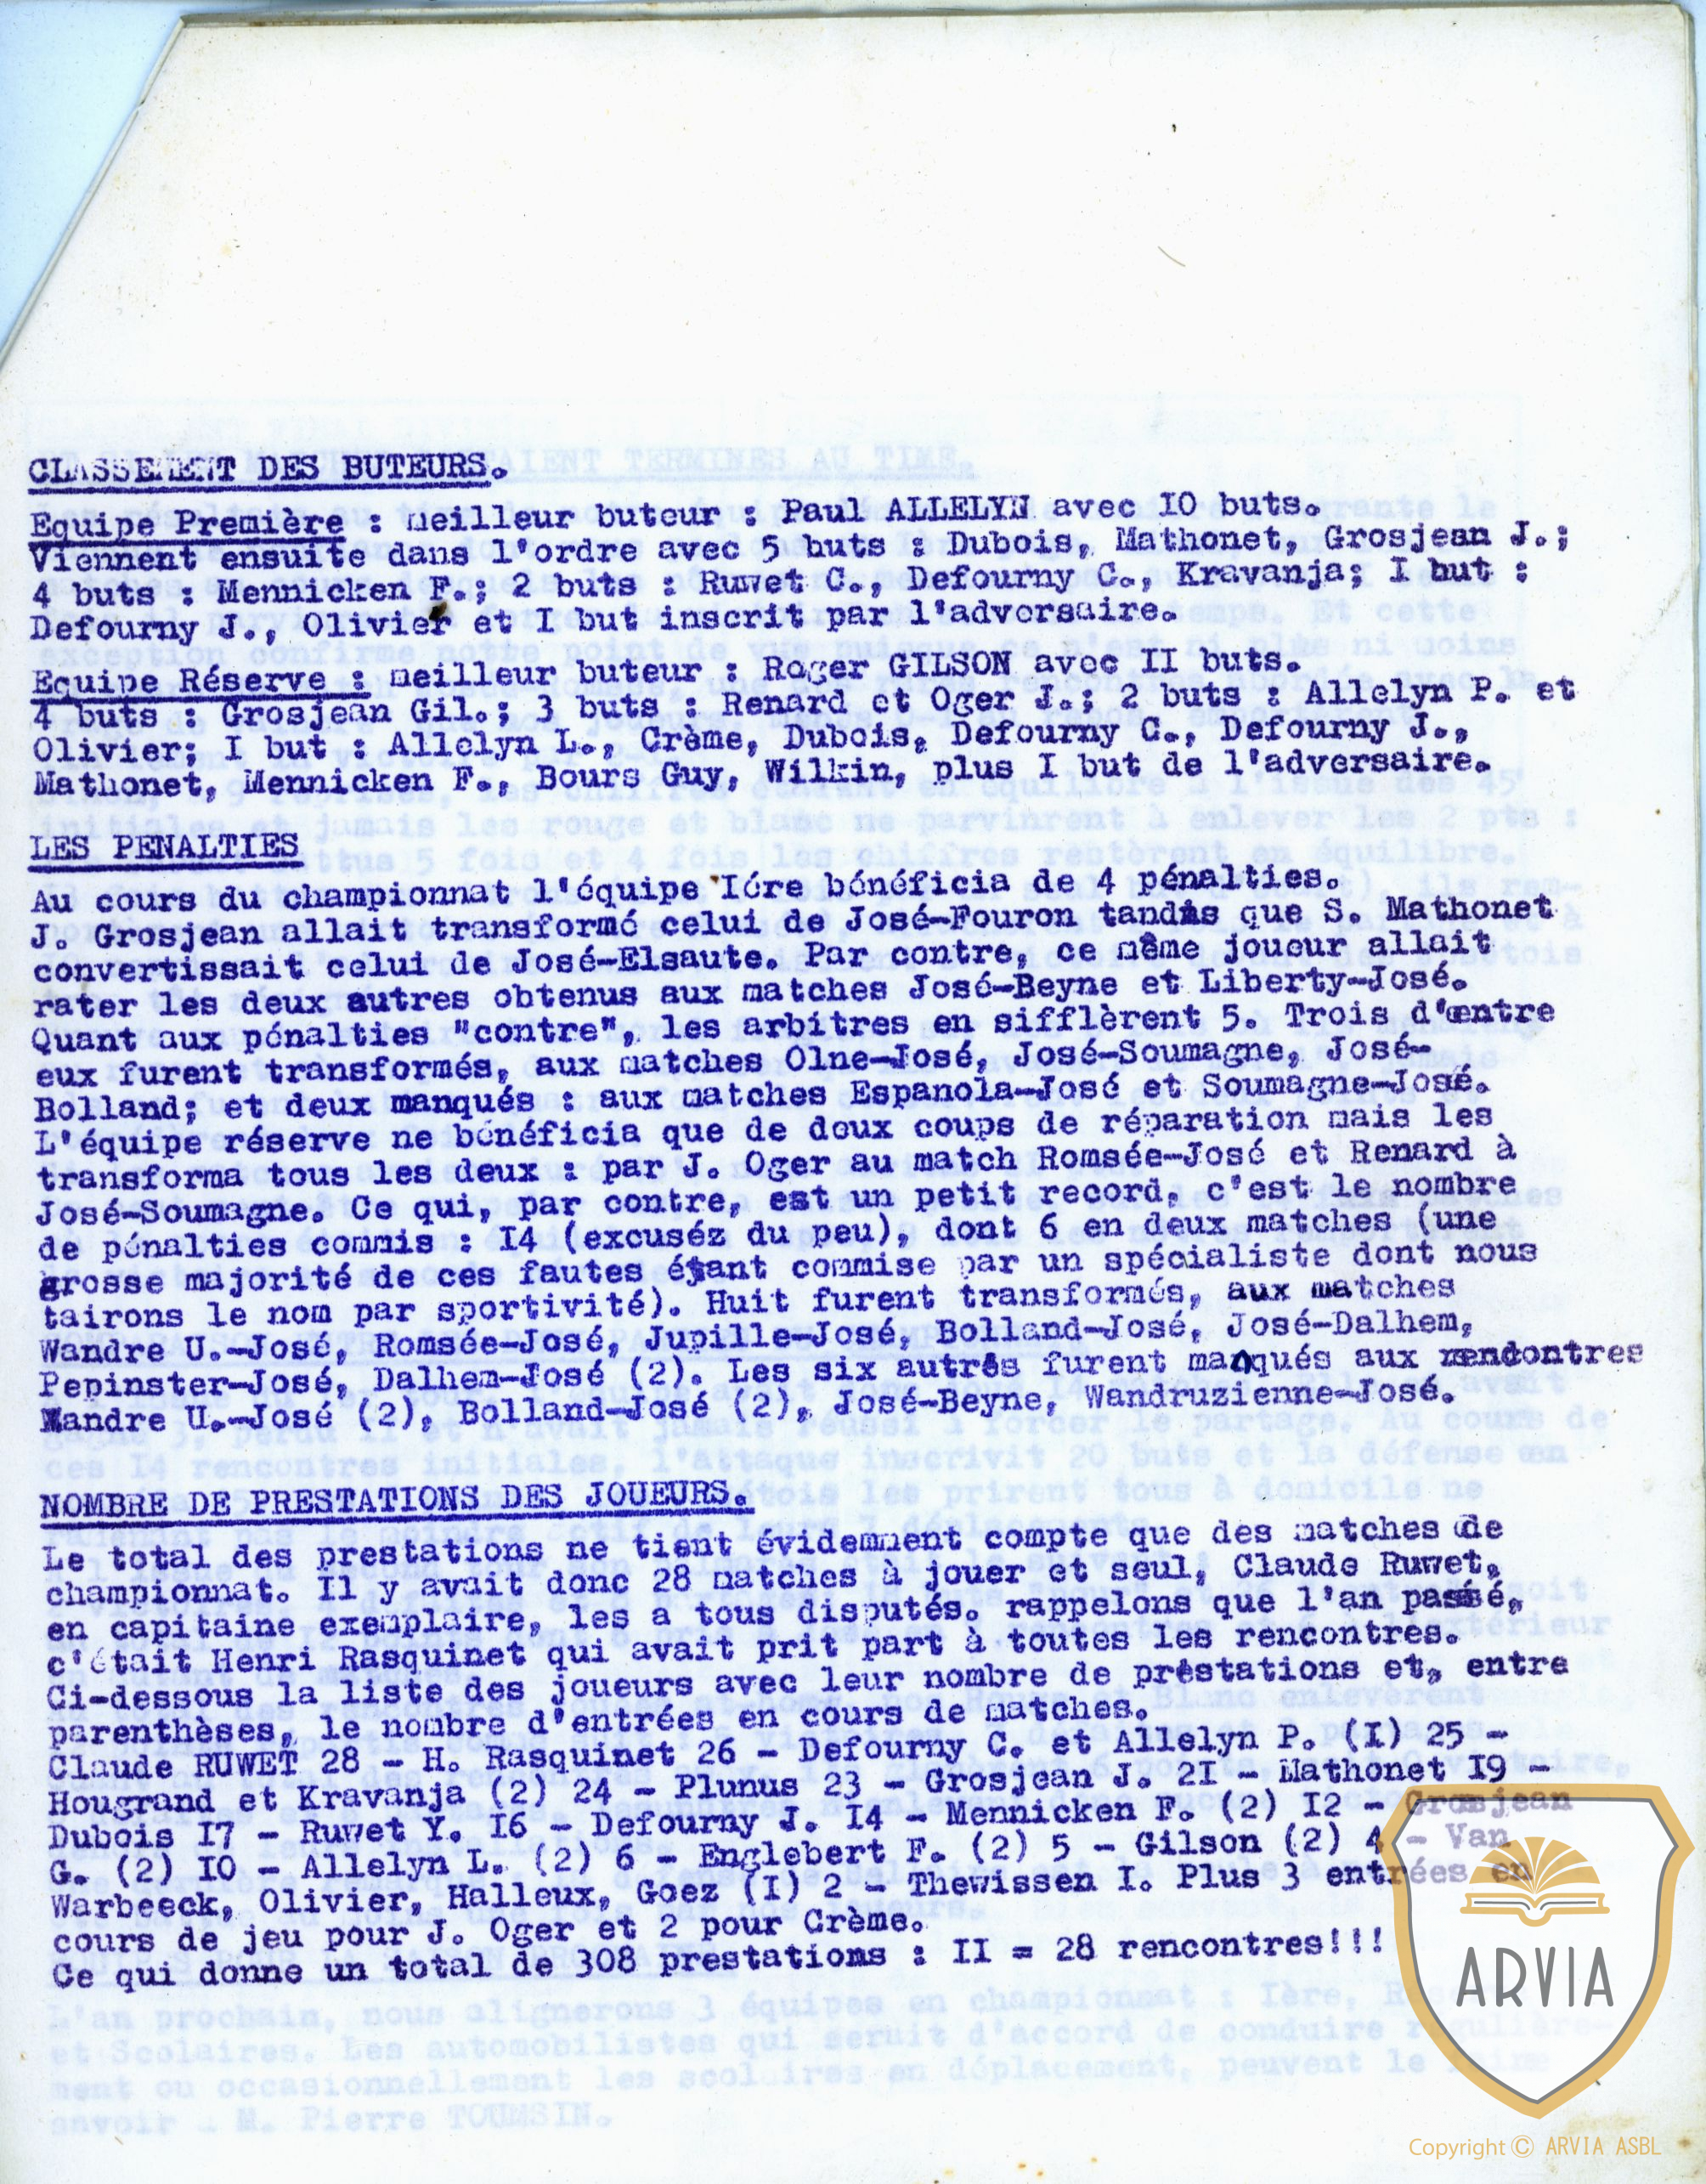 CLASSEMENT DES BUTEURS.
Equipe Première : meilleur buteur : Paul ALLELYN avec IO buts.
Viennent ensuite dans l'ordre avec 5 buts : Dubois, Mathonet, Grosjean J.;
4 buts : Mennicken F.; 2 buts : Ruwet C., Defourny C., Kravanja; I but :
Defourny J., Olivier et I but inscrit par l'adversaire.
Equipe Réserve : meilleur buteur : Roger GILSON avec II buts.
4 buts : Grosjean Gil.; 3 buts : Renard et Oger J.; 2 buts : Allelyn P. et
Olivier; I but : Allelyn L., Crème, Dubois, Defourny C., Defourny J.,
Mathonet, Mennicken F., Bours Guy, Wilkin, plus I but de l'adversaire.
LES PENALTIES
Au cours du championnat l'équipe Ière bénéficia de 4 pénalties.
J. Grosjean allait transformé celui de José-Fouron tandis que S. Mathonet
convertissait celui de José-Elsaute. Par contre, ce même joueur allait
rater les deux autres obtenus aux matches José-Beyne et Liberty-José.
Quant aux pénalties "contre", les arbitres en sifflèrent 5. Trois d'entre
eux furent transformés, aux matches Olne-José, José-Soumagne, José-
Bolland; et deux manqués : aux matches Espanola-José et Soumagne-José.
L'équipe réserve ne bénéficia que de deux coups de réparation mais les
transforma tous les deux : par J. Oger au match Romsée-José et Renard à
José-Soumagne. Ce qui, par contre, est un petit record, c'est le nombre
de pénalties commis : I4 (excuséz du peu), dont 6 en deux matches (une
grosse majorité de ces fautes étant commise par un spécialiste dont nous
tairons le nom par sportivité). Huit furent transformés, aux matches
Wandre U.-José, Romsée-José, Jupille-José, Bolland-José, José-Dalhem,
Pepinster-José, Dalhem-José (2). Les six autres furent manqués aux rencontres
Wandre U.-José (2), Bolland-José (2), José-Beyne, Wandruzienne-José.
NOMBRE DE PRESTATIONS DES JOUEURS.
Le total des prestations ne tient évidemment compte que des matches de
championnat. Il y avait donc 28 matches à jouer et seul, Claude Ruwet,
en capitaine exemplaire, les a tous disputés. rappelons que l'an passé,
c'était Henri Rasquinet qui avait prit part à toutes les rencontres.
Ci-dessous la liste des joueurs avec leur nombre de prestations et, entre
parenthèses, le nombre d'entrées en cours de matches.
Claude RUWET 28 - H. Rasquinet 26 - Defourny C. et Allelyn P. (I) 25 -
Hougrand et Kravanja (2) 24 - Plunus 23 - Grosjean J. 2I - Mathonet I9 -
Dubois I7 - Ruwet Y. I6 - Defourny J. I4 - Mennicken F. (2) I2 - Grosjean
G. (2) IO - Allelyn L. (2) 6 - Englebert F. (2) 5 - Gilson (2) 4 - Van
Warbeeck, Olivier, Halleux, Goez (I) 2 - Thewissen I. Plus 3 entrées en
cours de jeu pour J. Oger et 2 pour Crème.
Ce qui donne un total de 308 prestations : II = 28 rencontres!!!
ARVIA
Copyright © ARVIA ASBL